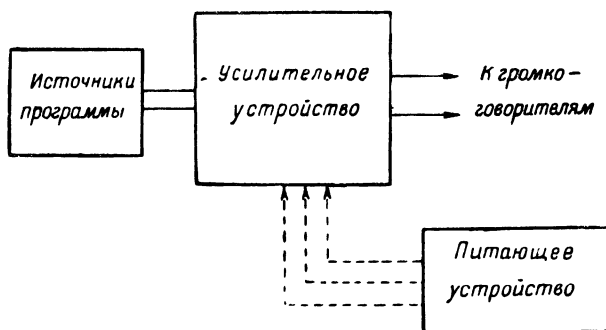 Источники
программы
Усилительное
устройство
К громко-
говорителям
Питающее
устройство